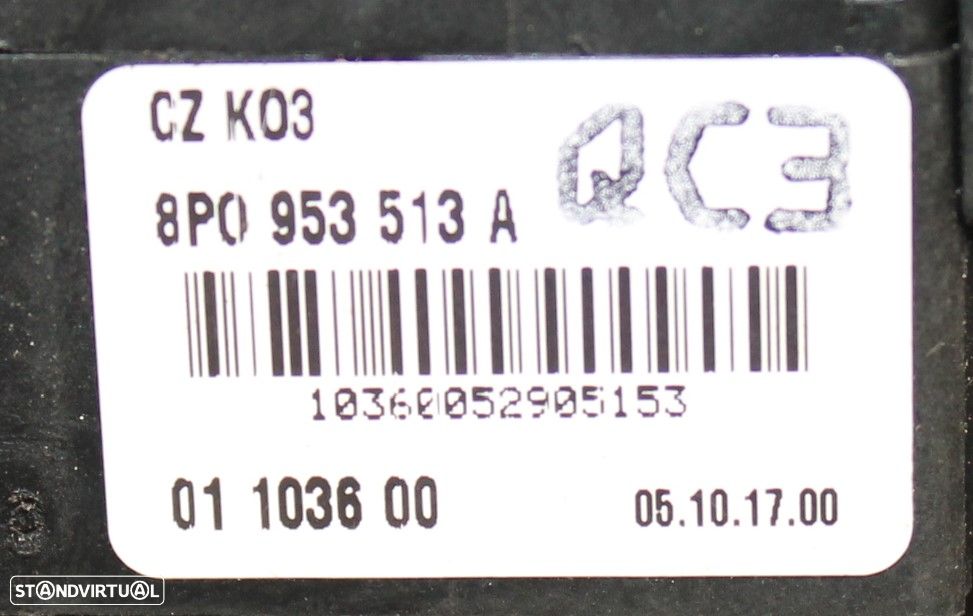 CZ K03
QC3
8P0 953 513 A
10360052905153
01 1036 00
05.10.17.00
STANDVIRTUAL